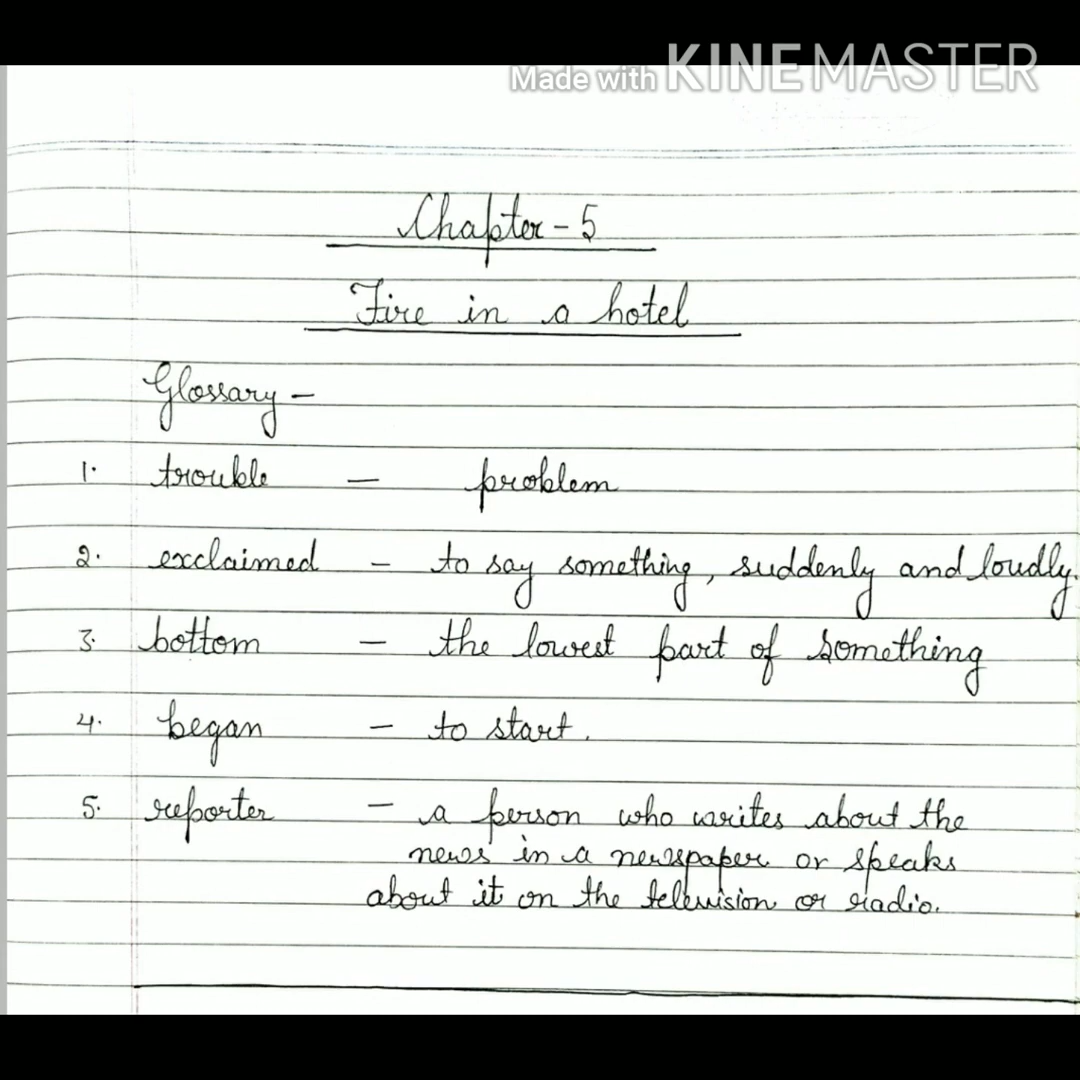 Made with KINEMASTER
Chapter - 5
Fire in a hotel
Glossary -
1. trouble - problem
2. exclaimed - to say something, suddenly and loudly.
3. bottom - the lowest part of something
4. began - to start.
5. reporter - a person who writes about the
news in a newspaper or speaks
about it on the television or radio.